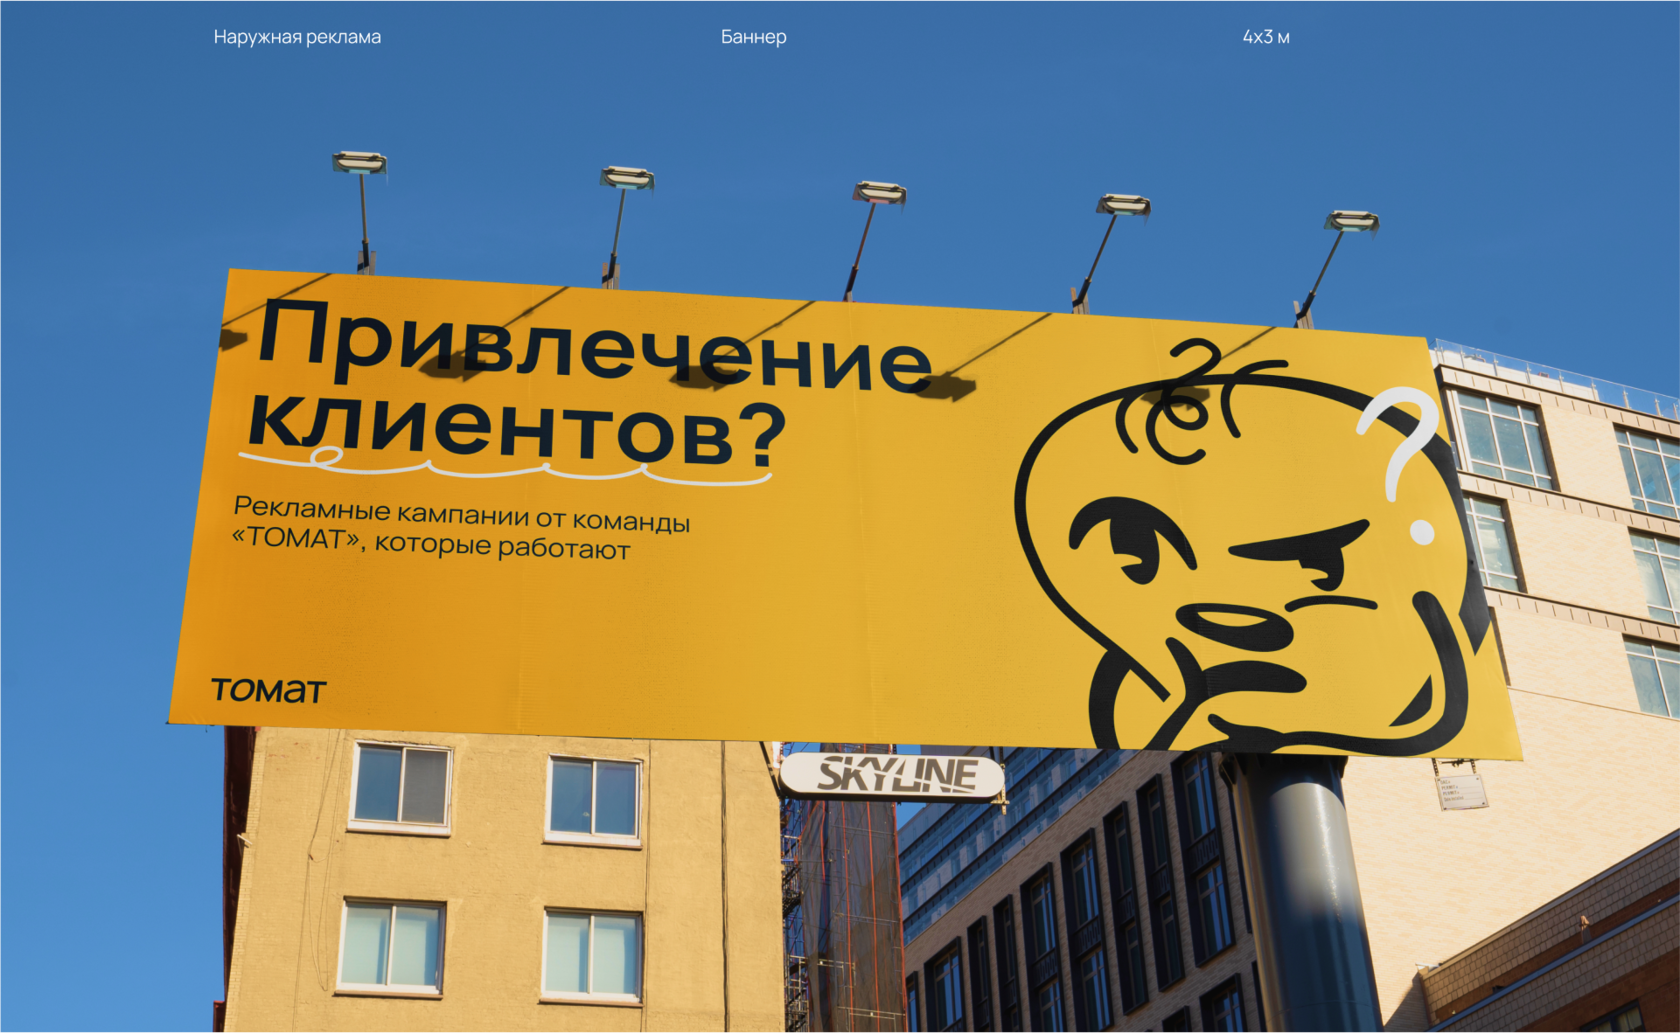 Наружная реклама
Баннер
4x3 м
Привлечение
клиентов?
Рекламные кампании от команды
«ТОМАТ», которые работают
томат
SKYLINE